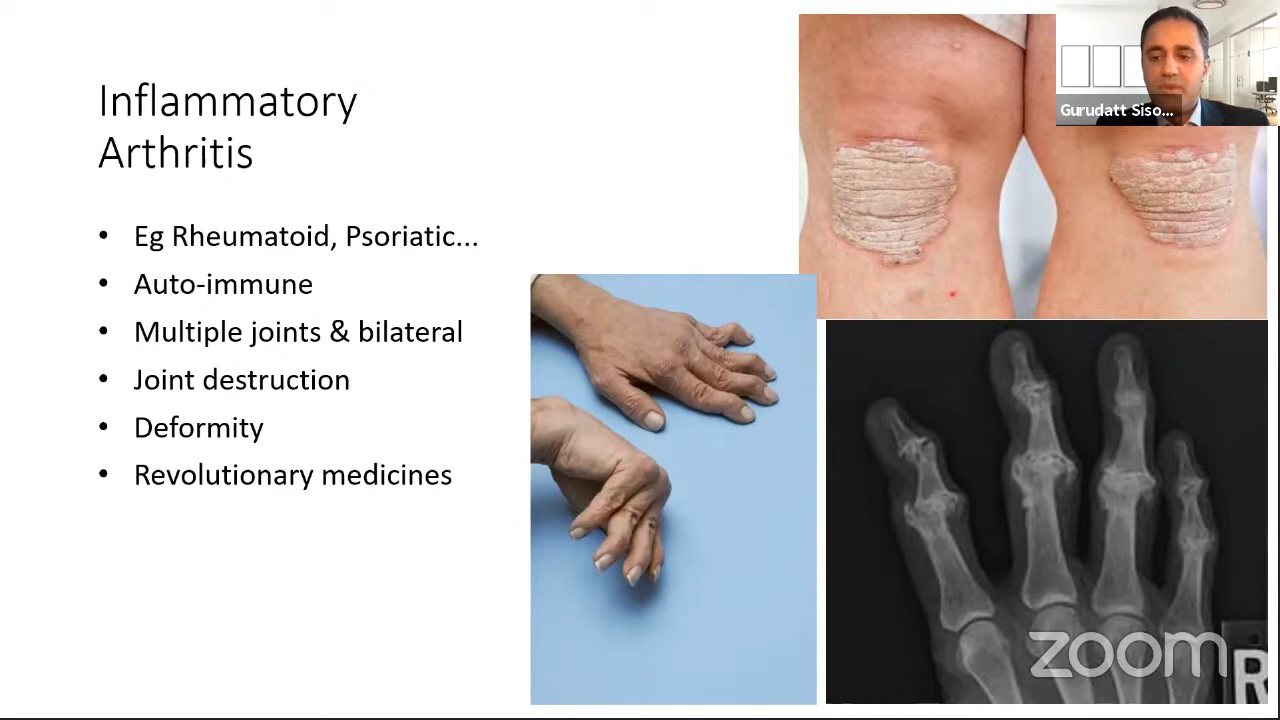 Inflammatory
Arthritis
• Eg Rheumatoid, Psoriatic...
• Auto-immune
• Multiple joints & bilateral
• Joint destruction
• Deformity
• Revolutionary medicines
Gurudatt Siso...
zoom
R